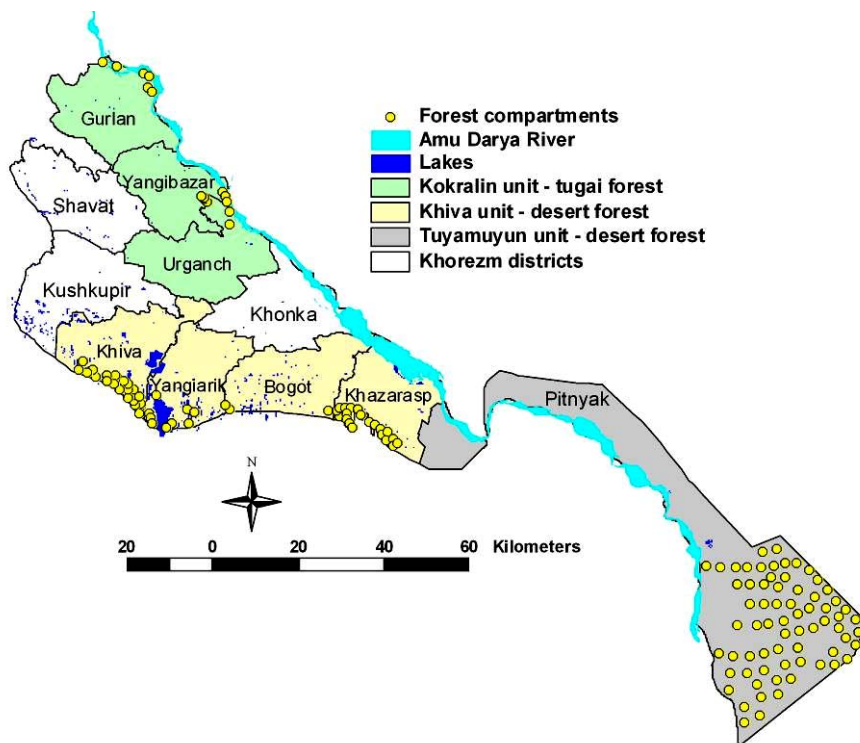 Gurlan
Yangibazar
Shavat
Urganch
Kushkupir
Khonka
Khiva
Yangiarik
Bogot
Khazarasp
Pitnyak
Forest compartments
Amu Darya River
Lakes
Kokralin unit - tugai forest
Khiva unit - desert forest
Tuyamuyun unit - desert forest
Khorezm districts
N
20 0 20 40 60 Kilometers